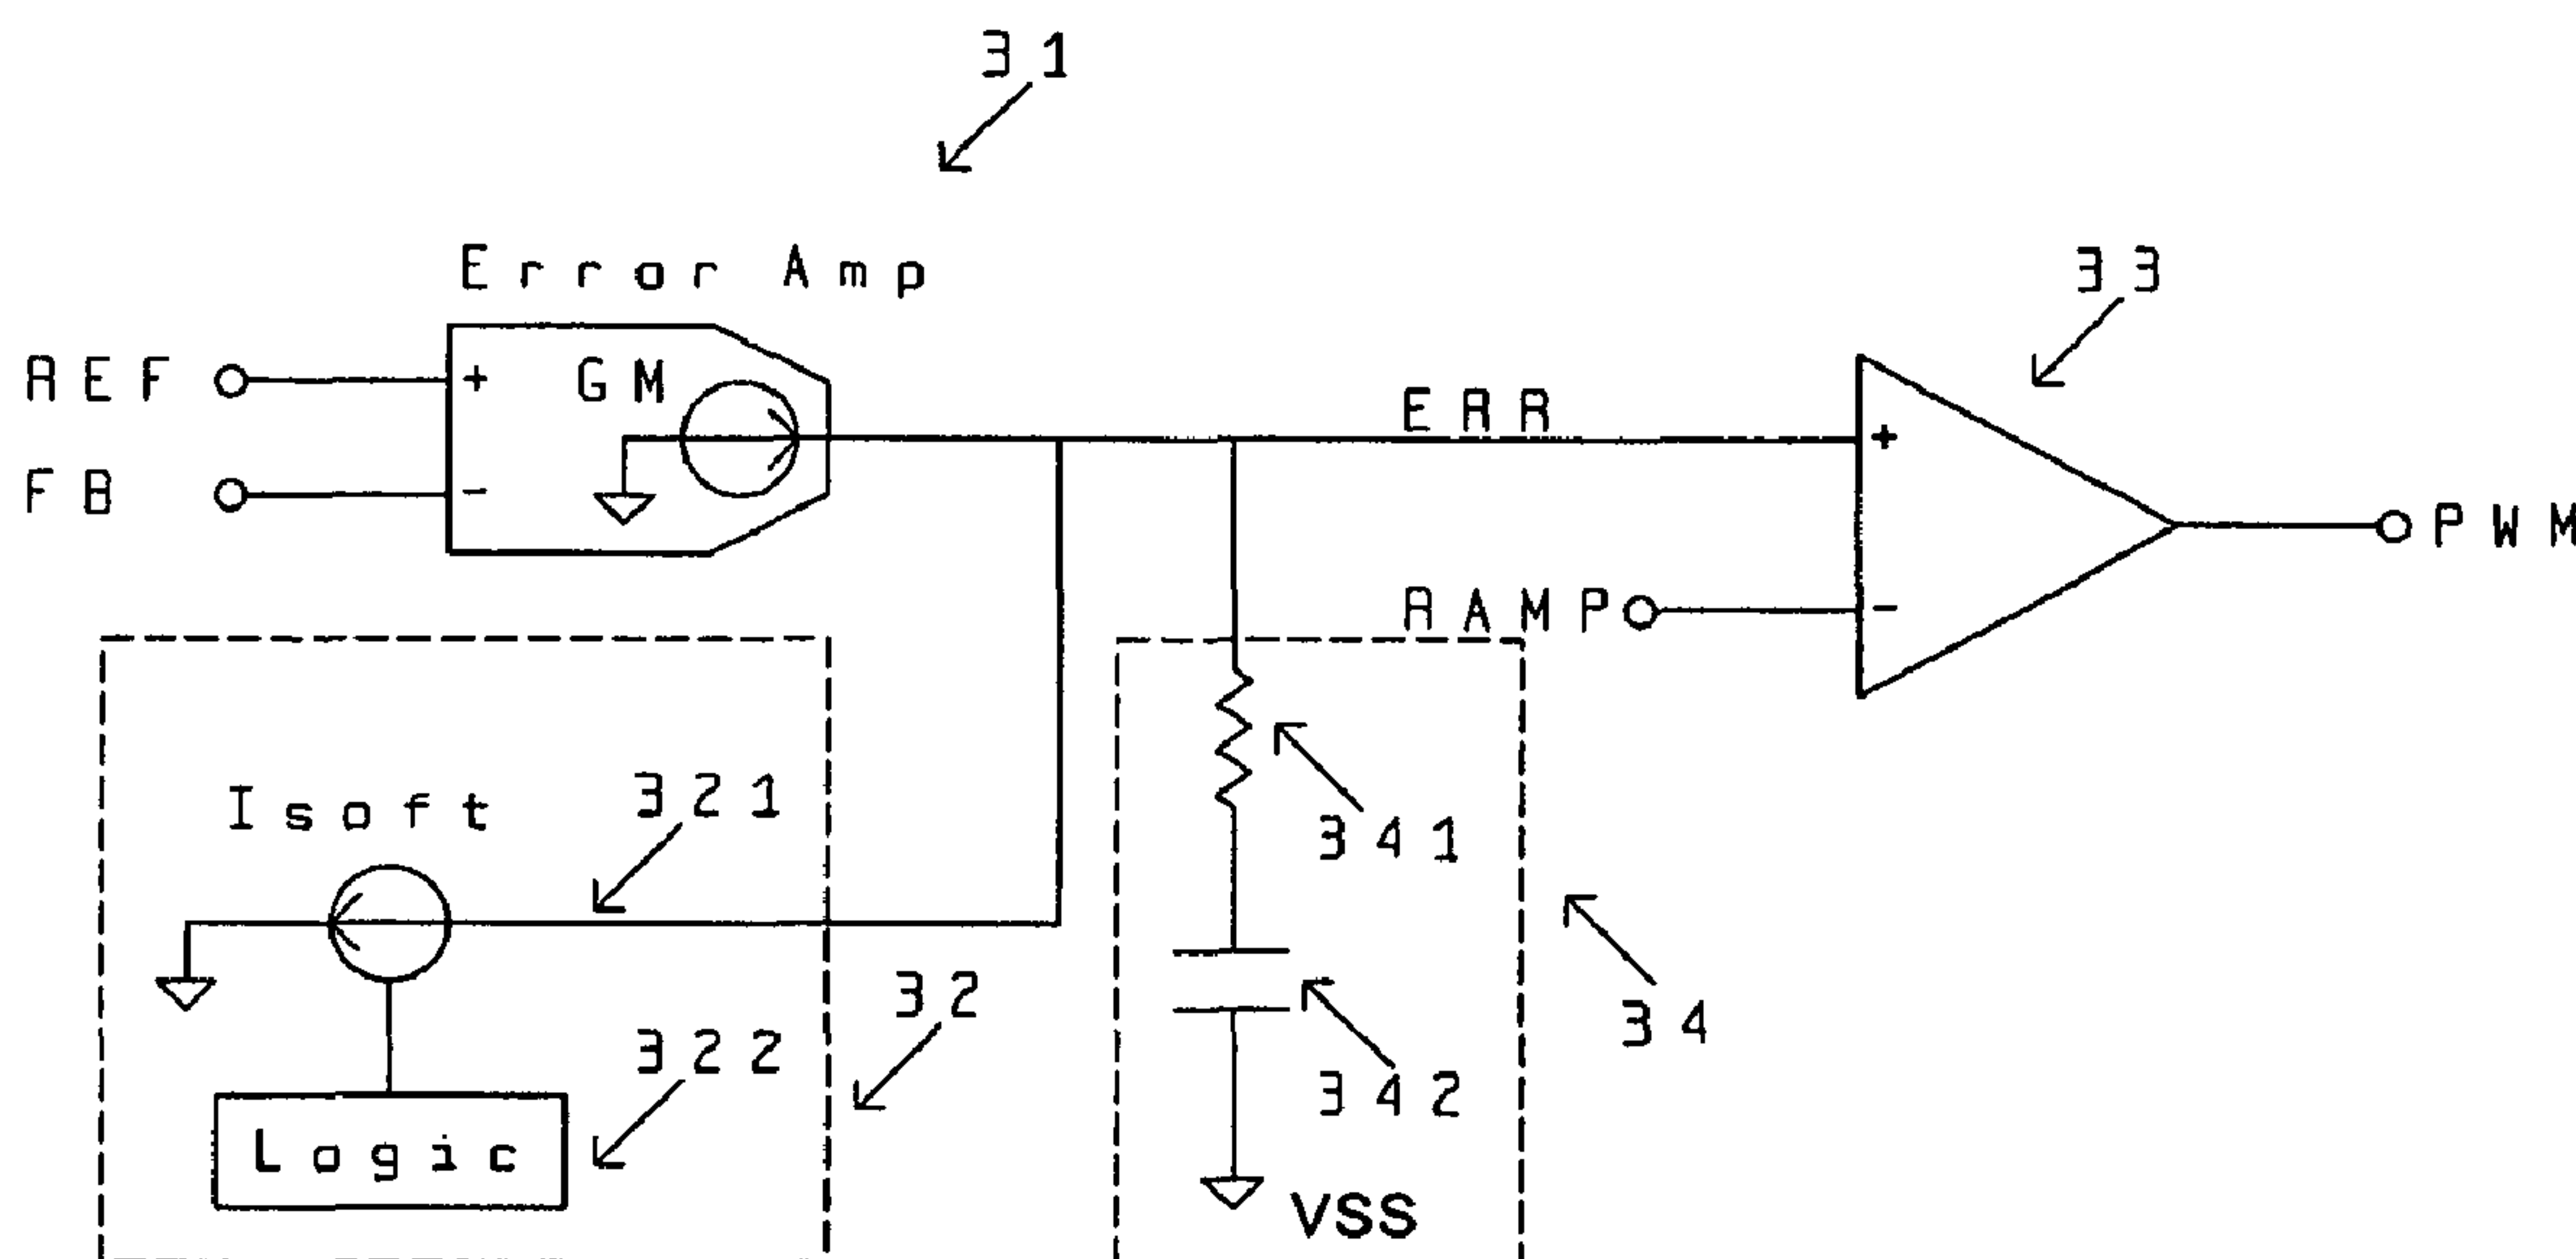 31
Error Amp
33
REF
+
GM
ERR
+
FB
-
PWM
RAMP
-
Isoft
321
341
32
34
322
342
Logic
VSS